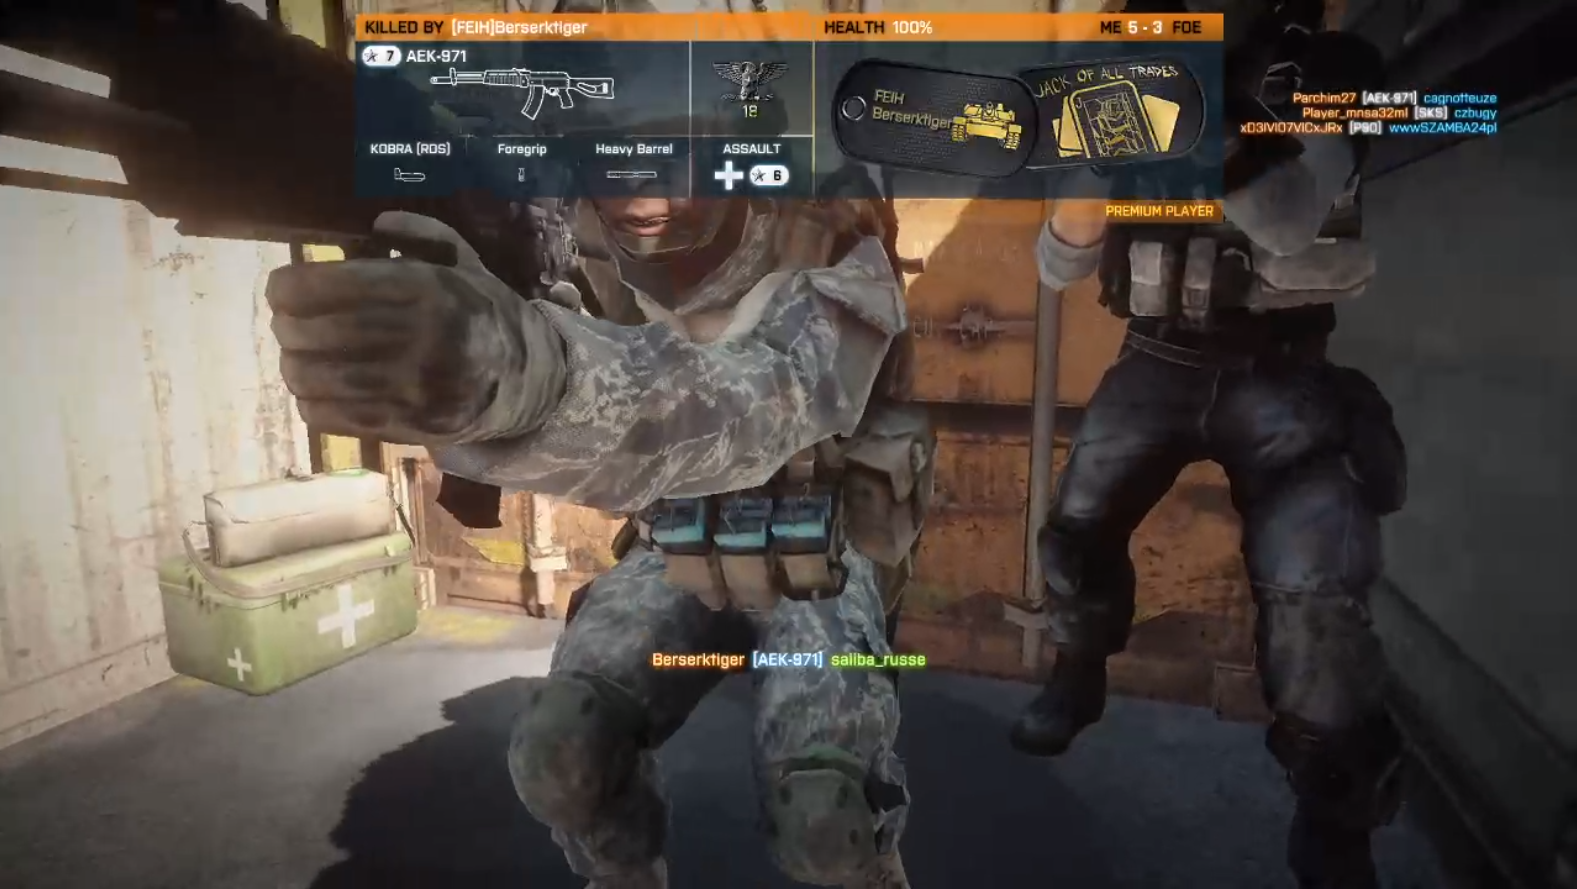 KILLED BY [FEIH]Berserktiger
HEALTH 100%
ME 5 - 3 FOE
7 AEK-971
18
KOBRA (RDS)
Foregrip
Heavy Barrel
ASSAULT
6
FEIH
Berserktiger
JACK OF ALL TRADES
PREMIUM PLAYER
Parchim27 [AEK-971] cagnotteuze
Player_mnsa32ml [SKS] czbugy
xD3IVIO7VICxJRx [P90] wwwSZAMBA24pl
Berserktiger [AEK-971] saliba_russe